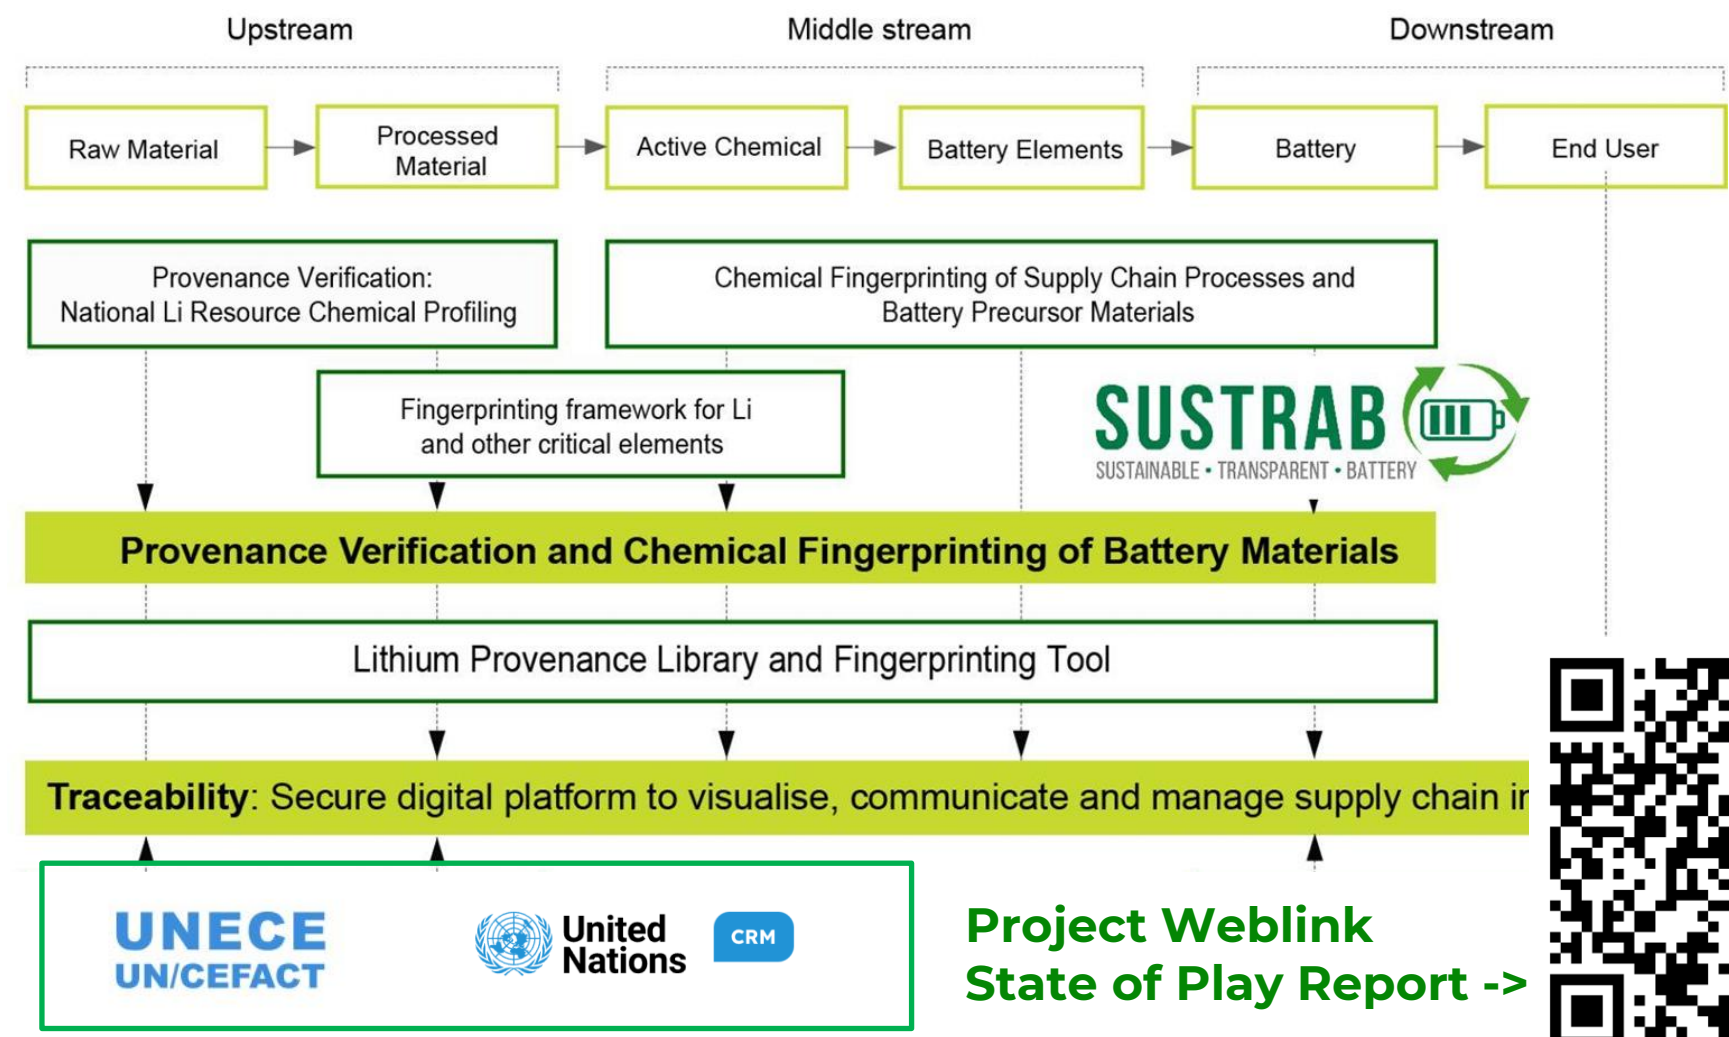 Upstream
Middle stream
Downstream
Raw Material
Processed
Material
Active Chemical
Battery Elements
Battery
End User
Provenance Verification:
National Li Resource Chemical Profiling
Chemical Fingerprinting of Supply Chain Processes and
Battery Precursor Materials
Fingerprinting framework for Li
and other critical elements
SUSTRAB
SUSTAINABLE • TRANSPARENT • BATTERY
Provenance Verification and Chemical Fingerprinting of Battery Materials
Lithium Provenance Library and Fingerprinting Tool
Traceability: Secure digital platform to visualise, communicate and manage supply chain
UNECE
UN/CEFACT
United
Nations
CRM
Project Weblink
State of Play Report ->